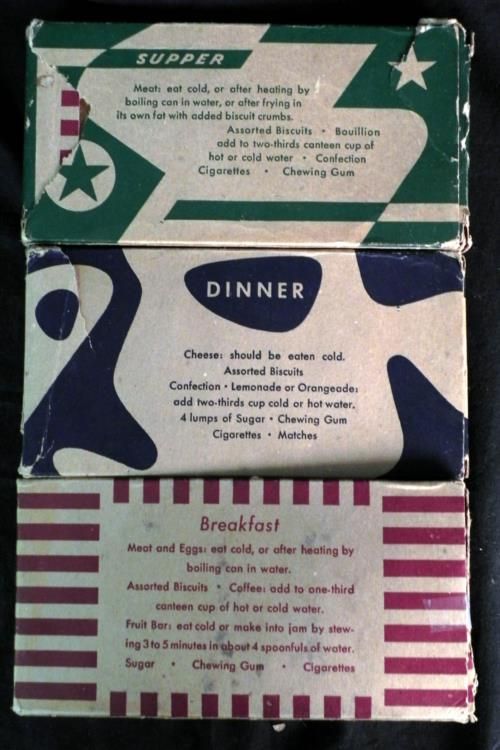 SUPPER
Meat: eat cold, or after heating by
boiling can in water, or after frying in
its own fat with added biscuit crumbs.
Assorted Biscuits • Bouillion
add to two-thirds canteen cup of
hot or cold water • Confection
Cigarettes • Chewing Gum
DINNER
Cheese: should be eaten cold.
Assorted Biscuits
Confection • Lemonade or Orangeade:
add two-thirds cup cold or hot water.
4 lumps of Sugar • Chewing Gum
Cigarettes • Matches
Breakfast
Meat and Eggs: eat cold, or after heating by
boiling can in water.
Assorted Biscuits • Coffee: add to one-third
canteen cup of hot or cold water.
Fruit Bar: eat cold or make into jam by stew-
ing 3 to 5 minutes in about 4 spoonfuls of water.
Sugar • Chewing Gum • Cigarettes